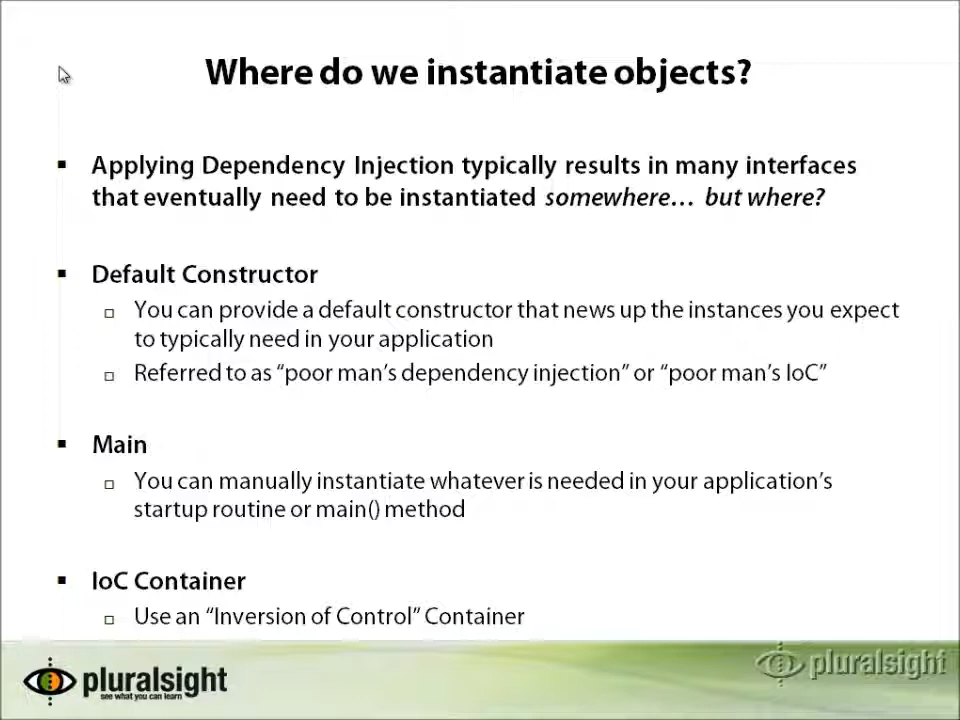 Where do we instantiate objects?
Applying Dependency Injection typically results in many interfaces
that eventually need to be instantiated somewhere… but where?
Default Constructor
You can provide a default constructor that news up the instances you expect
to typically need in your application
Referred to as “poor man’s dependency injection” or “poor man’s IoC”
Main
You can manually instantiate whatever is needed in your application’s
startup routine or main() method
IoC Container
Use an “Inversion of Control” Container
pluralsight
see what you can learn
pluralsight